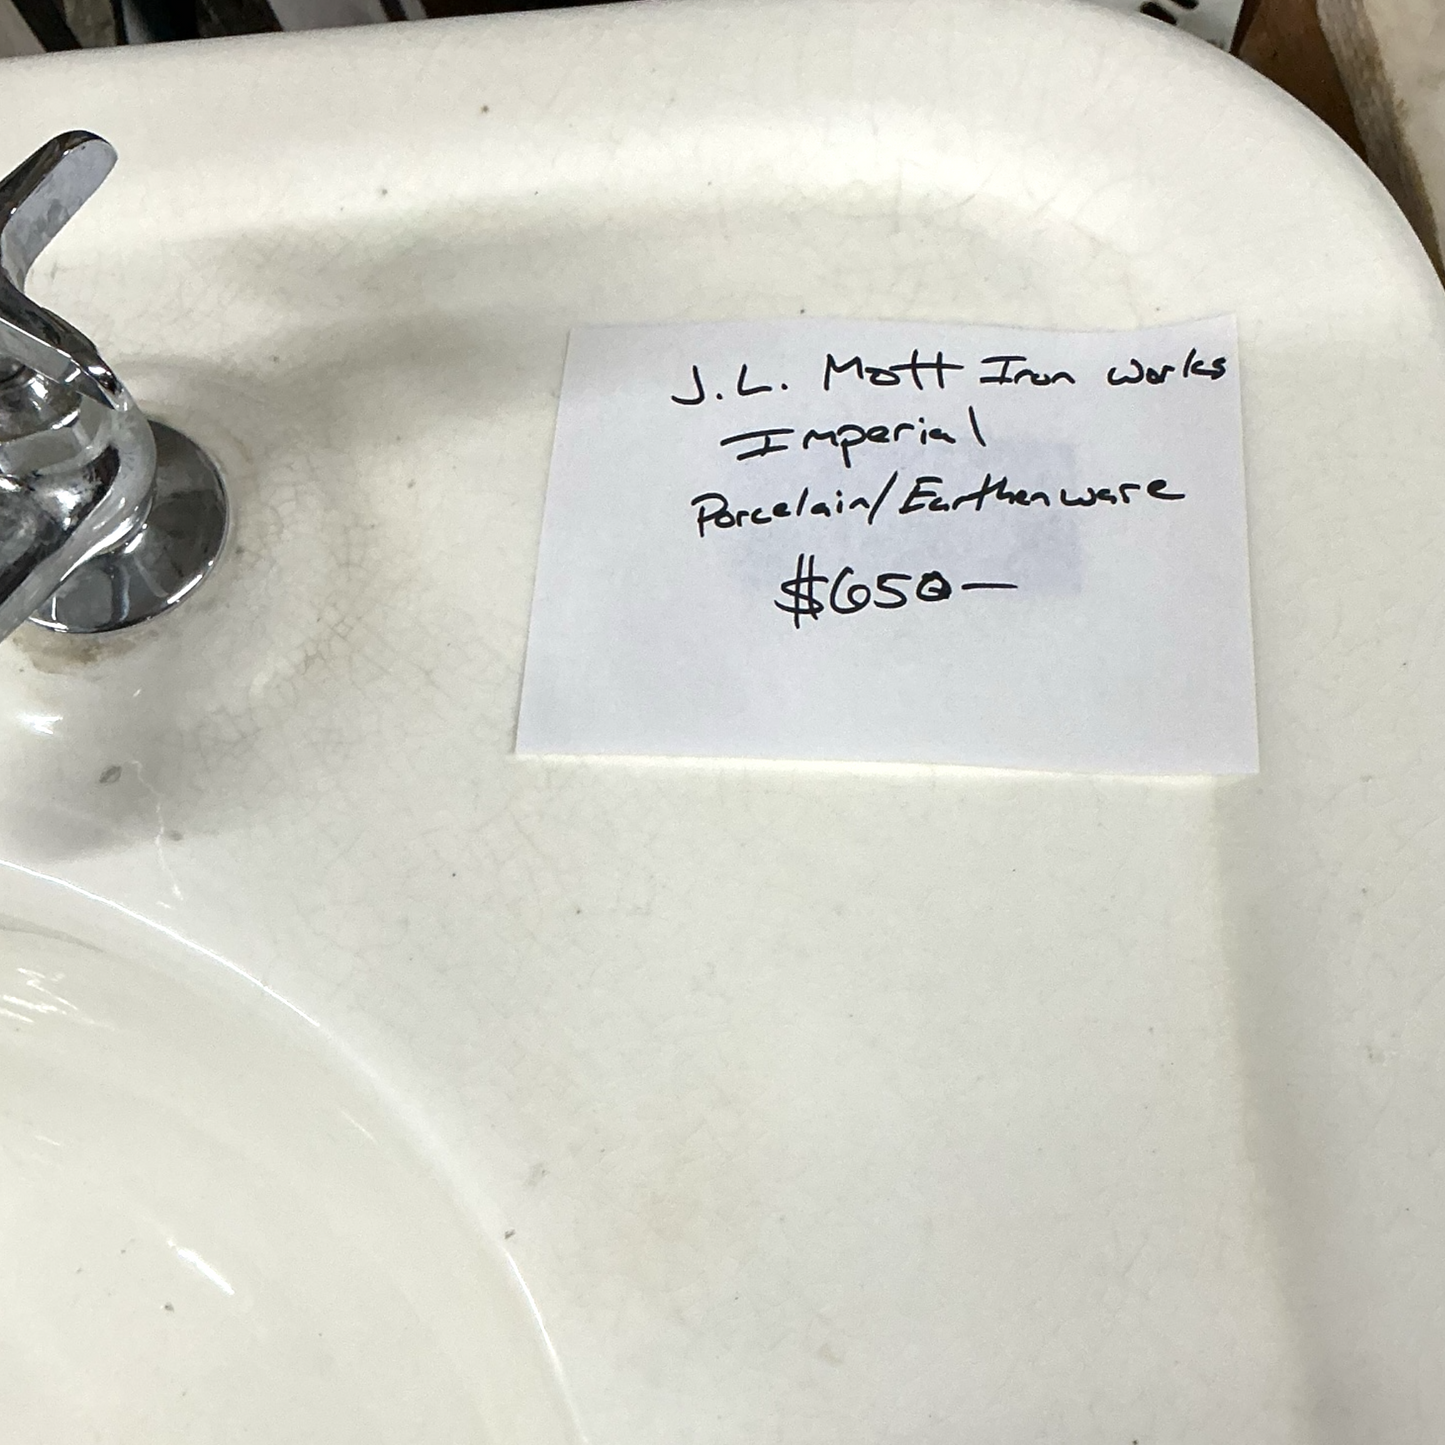 J.L. Mott Iron Works
Imperial
Porcelain/Earthenware
$650—